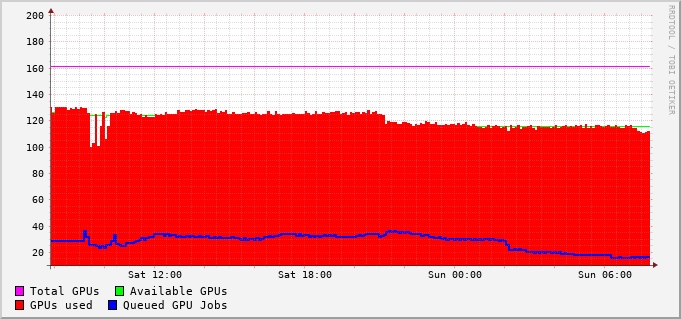 200
180
160
140
120
100
80
60
40
20
Sat 12:00 Sat 18:00 Sun 00:00 Sun 06:00
Total GPUs Available GPUs
GPUs used Queued GPU Jobs
RRDTOOL / TOBI OETIKER